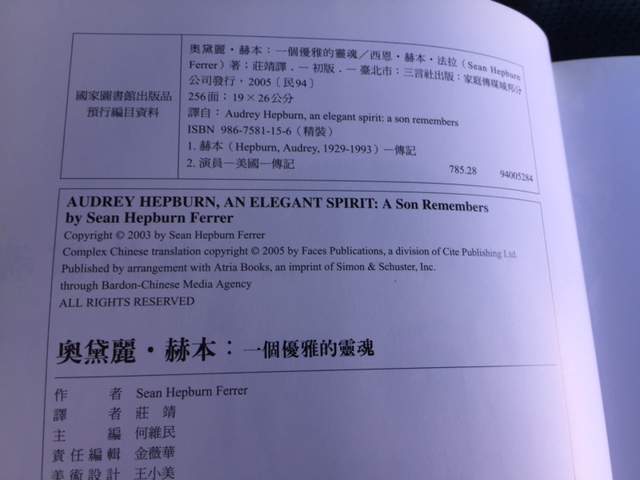 國家圖書館出版品
預行編目資料
奧黛麗・赫本：一個優雅的靈魂／西恩・赫本・法拉（Sean Hepburn
Ferrer）著；莊靖譯．— 初版．— 臺北市：三言社出版：家庭傳媒城邦分
公司發行，2005〔民94〕
256面：19×26公分
譯自：Audrey Hepburn, an elegant spirit: a son remembers
ISBN 986-7581-15-6（精裝）
1. 赫本（Hepburn, Audrey, 1929-1993）—傳記
2. 演員—美國—傳記
785.28 94005284
AUDREY HEPBURN, AN ELEGANT SPIRIT: A Son Remembers
by Sean Hepburn Ferrer
Copyright © 2003 by Sean Hepburn Ferrer
Complex Chinese translation copyright © 2005 by Faces Publications, a division of Cite Publishing Ltd.
Published by arrangement with Atria Books, an imprint of Simon & Schuster, Inc.
through Bardon-Chinese Media Agency
ALL RIGHTS RESERVED
奧黛麗・赫本：一個優雅的靈魂
作者 Sean Hepburn Ferrer
譯者 莊靖
主編 何維民
責任編輯 金薇華
美術設計 王小美